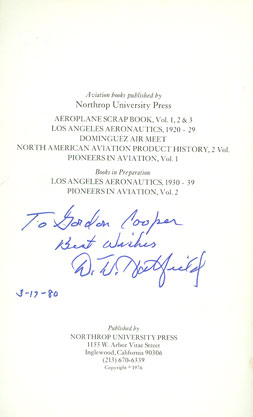 Aviation books published by
Northrop University Press
AEROPLANE SCRAP BOOK, Vol. 1, 2 & 3
LOS ANGELES AERONAUTICS, 1920 - 29
DOMINGUEZ AIR MEET
NORTH AMERICAN AVIATION PRODUCT HISTORY, 2 Vol.
PIONEERS IN AVIATION, Vol. 1
Books in Preparation
LOS ANGELES AERONAUTICS, 1930 - 39
PIONEERS IN AVIATION, Vol. 2
To Gordon Cooper
Best Wishes
D. W. Hatfield
3-17-80
Published by
NORTHROP UNIVERSITY PRESS
1155 W. Arbor Vitae Street
Inglewood, California 90306
(213) 670-6339
Copyright © 1976